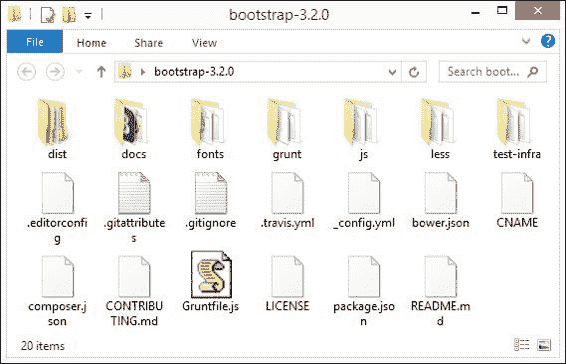 bootstrap-3.2.0
File Home Share View
bootstrap-3.2.0
Search boot...
dist docs fonts grunt js less test-infra
.editorconfig .gitattributes .gitignore .travis.yml _config.yml bower.json CNAME
composer.json CONTRIBUTING.md Gruntfile.js LICENSE package.json README.md
20 items